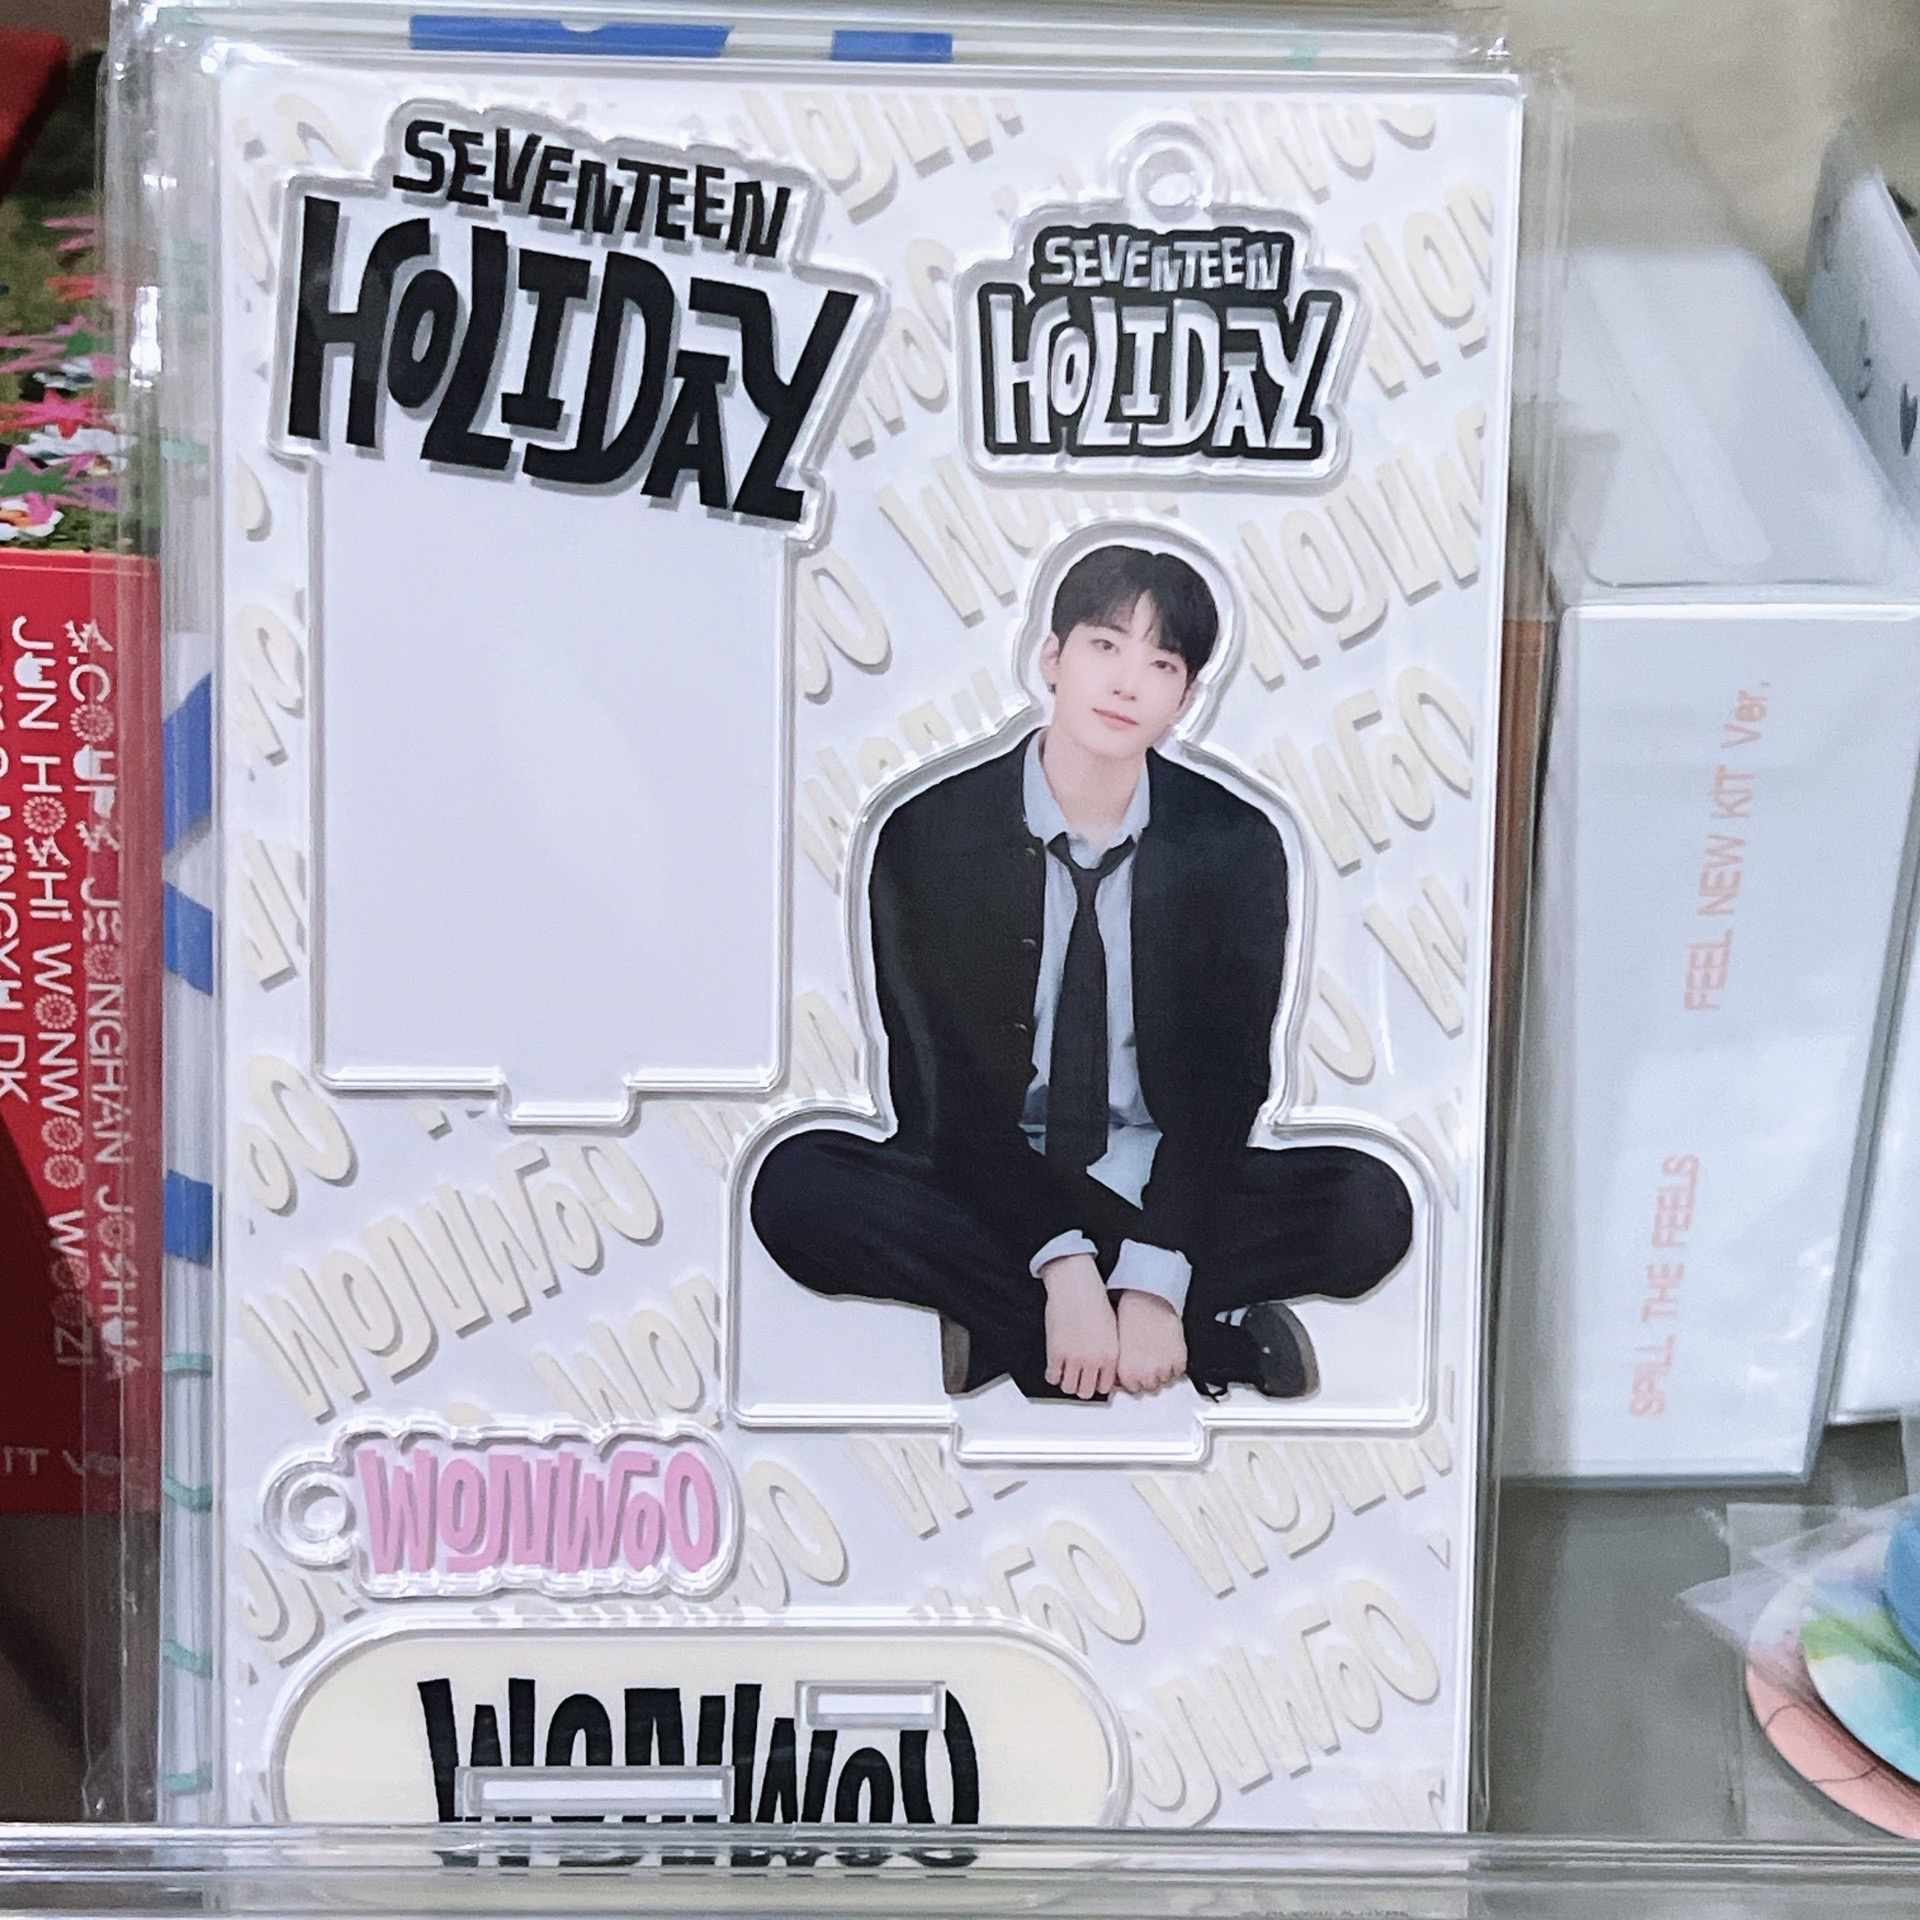 SEVENTEEN
HOLIDAY
SEVENTEEN
HOLIDAY
WONWOO
WONWOO
S.COUPS JEONGHAN JOSHUA
JUN HOSHI WONWOO WOOZI
DK
FEEL NEW KIT Ver.
SPILL THE FEELS